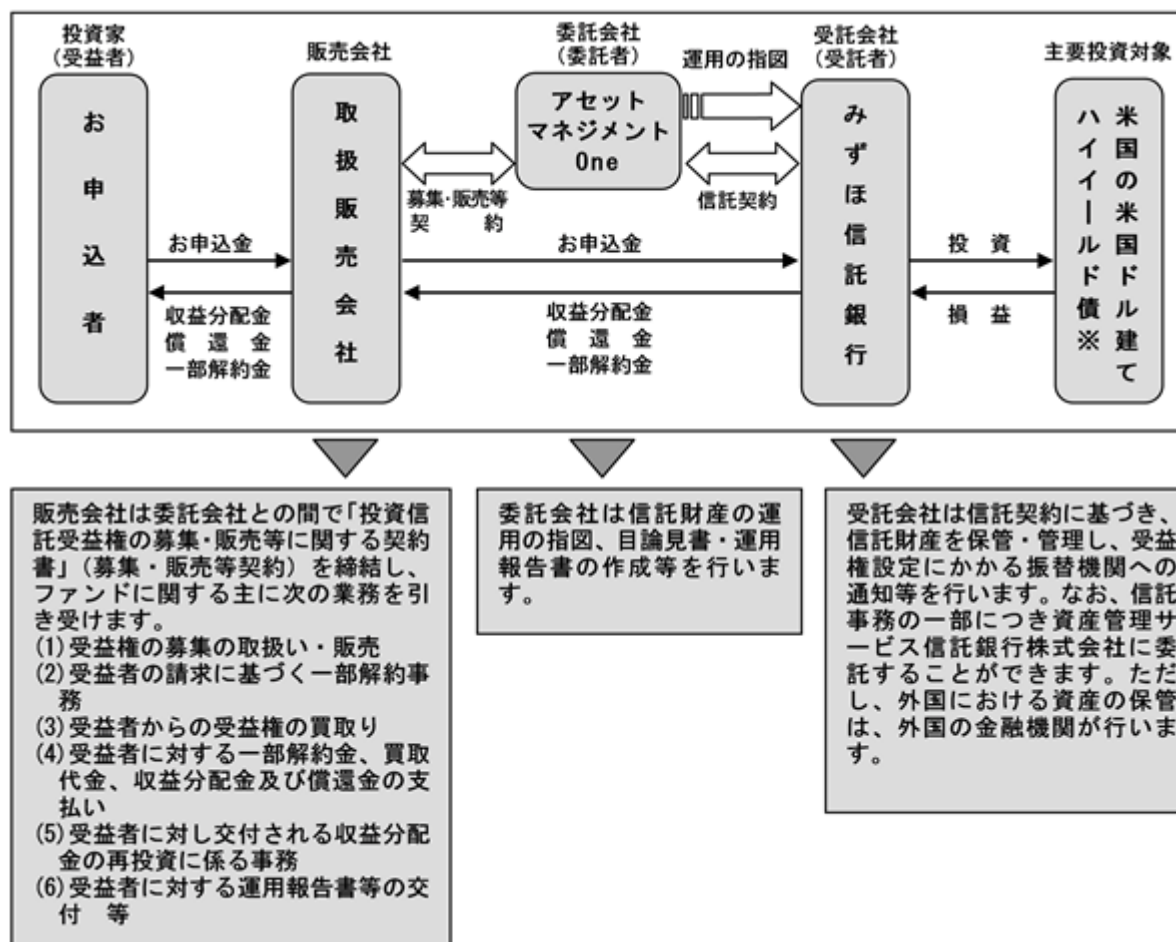 投資家
(受益者)
お申込者
販売会社
取扱販売会社
委託会社
(委託者)
アセット
マネジメント
One
運用の指図
受託会社
(受託者)
みずほ信託銀行
主要投資対象
米国の米国ドル建て
ハイイールド債※
募集・販売等
契 約
信託契約
お申込金
収益分配金
償 還 金
一部解約金
お申込金
収益分配金
償 還 金
一部解約金
投 資
損 益
販売会社は委託会社との間で「投資信
託受益権の募集・販売等に関する契約
書」(募集・販売等契約)を締結し、
ファンドに関する主に次の業務を引
き受けます。
(1)受益権の募集の取扱い・販売
(2)受益者の請求に基づく一部解約事
務
(3)受益者からの受益権の買取り
(4)受益者に対する一部解約金、買取
代金、収益分配金及び償還金の支
払い
(5)受益者に対し交付される収益分配
金の再投資に係る事務
(6)受益者に対する運用報告書等の交
付 等
委託会社は信託財産の運
用の指図、目論見書・運用
報告書の作成等を行いま
す。
受託会社は信託契約に基づき、
信託財産を保管・管理し、受益
権設定にかかる振替機関への
通知等を行います。なお、信託
事務の一部につき資産管理サ
ービス信託銀行株式会社に委
託することができます。ただ
し、外国における資産の保管
は、外国の金融機関が行いま
す。